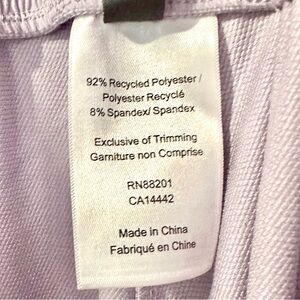 92% Recycled Polyester /
Polyester Recyclé
8% Spandex/ Spandex
Exclusive of Trimming
Garniture non Comprise
RN88201
CA14442
Made in China
Fabriqué en Chine